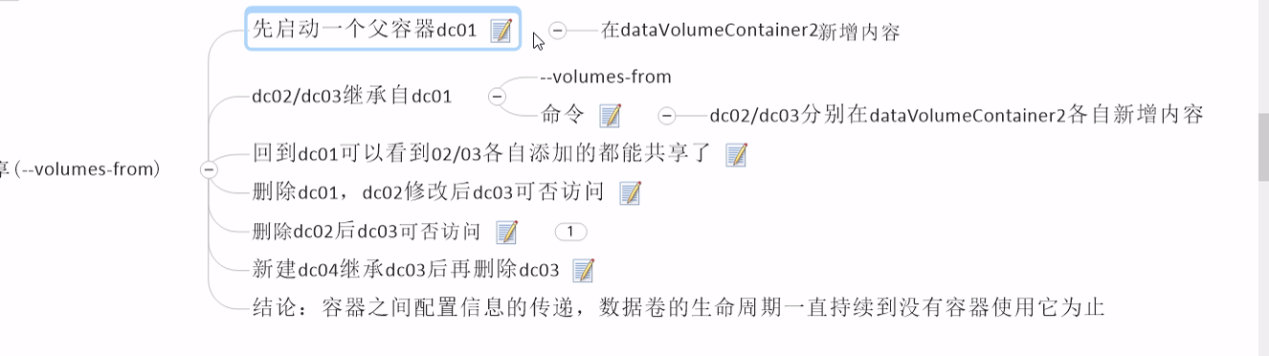 先启动一个父容器dc01
在dataVolumeContainer2新增内容
dc02/dc03继承自dc01
--volumes-from
命令
dc02/dc03分别在dataVolumeContainer2各自新增内容
享(--volumes-from)
回到dc01可以看到02/03各自添加的都能共享了
删除dc01，dc02修改后dc03可否访问
删除dc02后dc03可否访问
1
新建dc04继承dc03后再删除dc03
结论：容器之间配置信息的传递，数据卷的生命周期一直持续到没有容器使用它为止